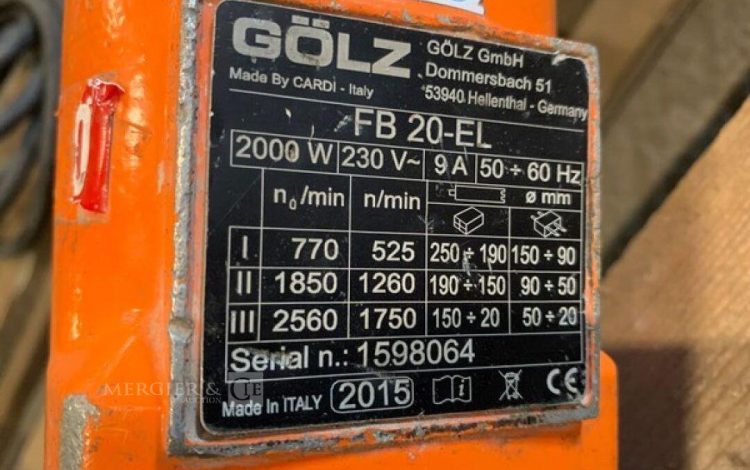 GÖLZ
GÖLZ GmbH
Dommersbach 51
53940 Hellenthal - Germany
Made By CARDI - Italy
FB 20-EL
2000 W 230 V~ 9 A 50 ÷ 60 Hz
n₀/min n/min ø mm
I 770 525 250 ÷ 190 150 ÷ 90
II 1850 1260 190 ÷ 150 90 ÷ 50
III 2560 1750 150 ÷ 20 50 ÷ 20
Serial n.: 1598064
Made In ITALY 2015 CE
MERGIER &